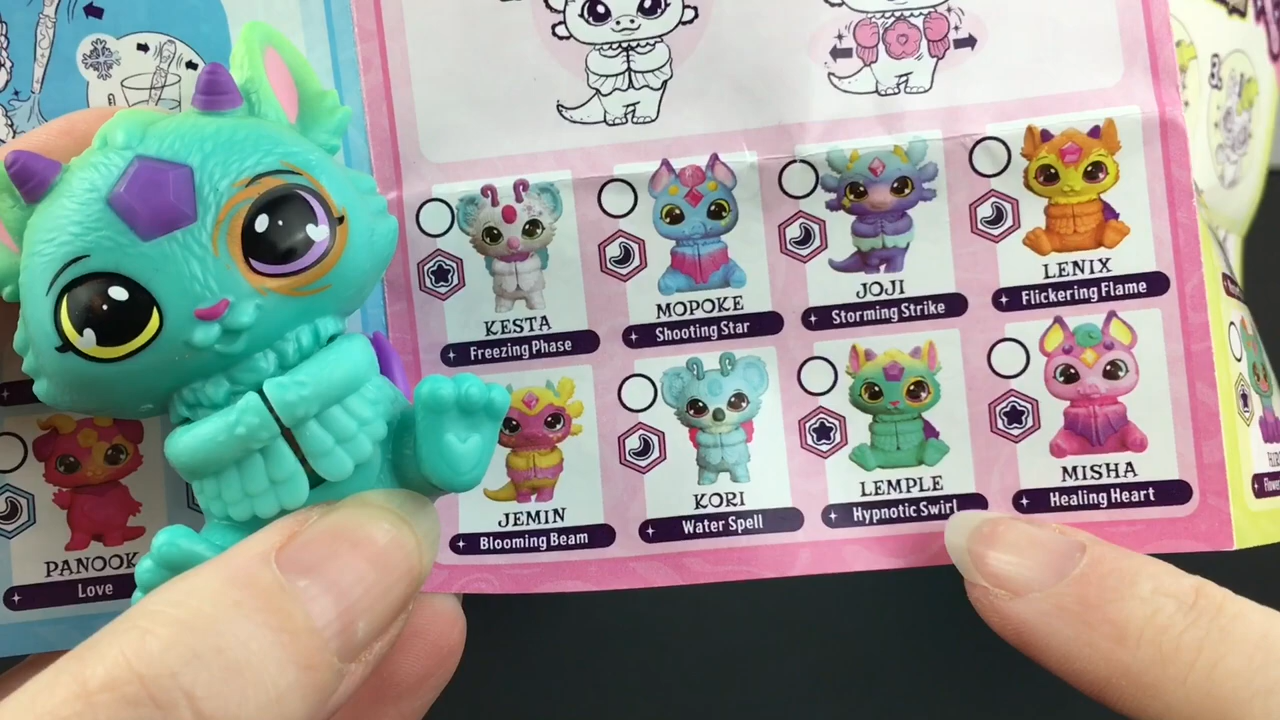 3.
KESTA
Freezing Phase
MOPOKE
Shooting Star
JOJI
Storming Strike
LENIX
Flickering Flame
JEMIN
Blooming Beam
KORI
Water Spell
LEMPLE
Hypnotic Swirl
MISHA
Healing Heart
PANOOK
Love